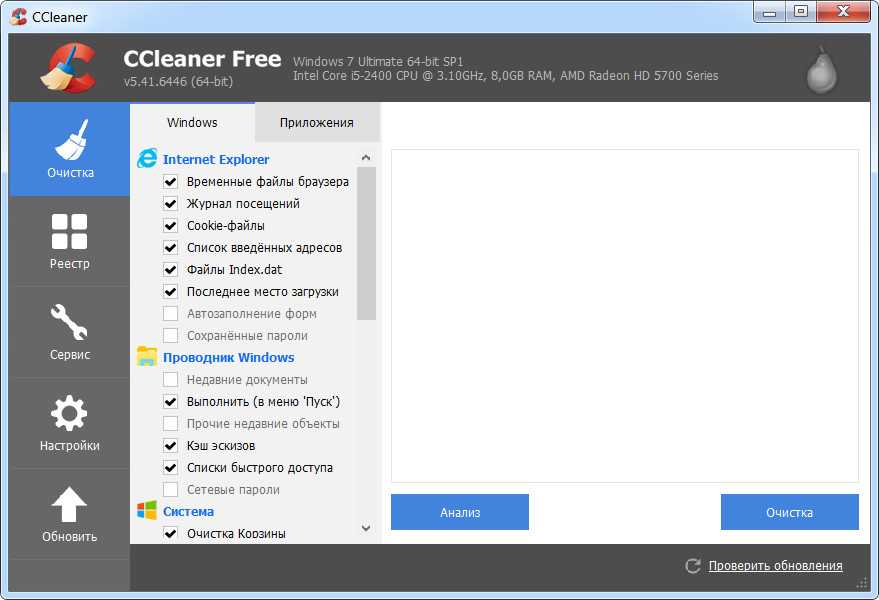 CCleaner
CCleaner Free
v5.41.6446 (64-bit)
Windows 7 Ultimate 64-bit SP1
Intel Core i5-2400 CPU @ 3.10GHz, 8,0GB RAM, AMD Radeon HD 5700 Series
Очистка
Реестр
Сервис
Настройки
Обновить
Windows
Приложения
Internet Explorer
Временные файлы браузера
Журнал посещений
Cookie-файлы
Список введённых адресов
Файлы Index.dat
Последнее место загрузки
Автозаполнение форм
Сохранённые пароли
Проводник Windows
Недавние документы
Выполнить (в меню 'Пуск')
Прочие недавние объекты
Кэш эскизов
Списки быстрого доступа
Сетевые пароли
Система
Очистка Корзины
Анализ
Очистка
Проверить обновления